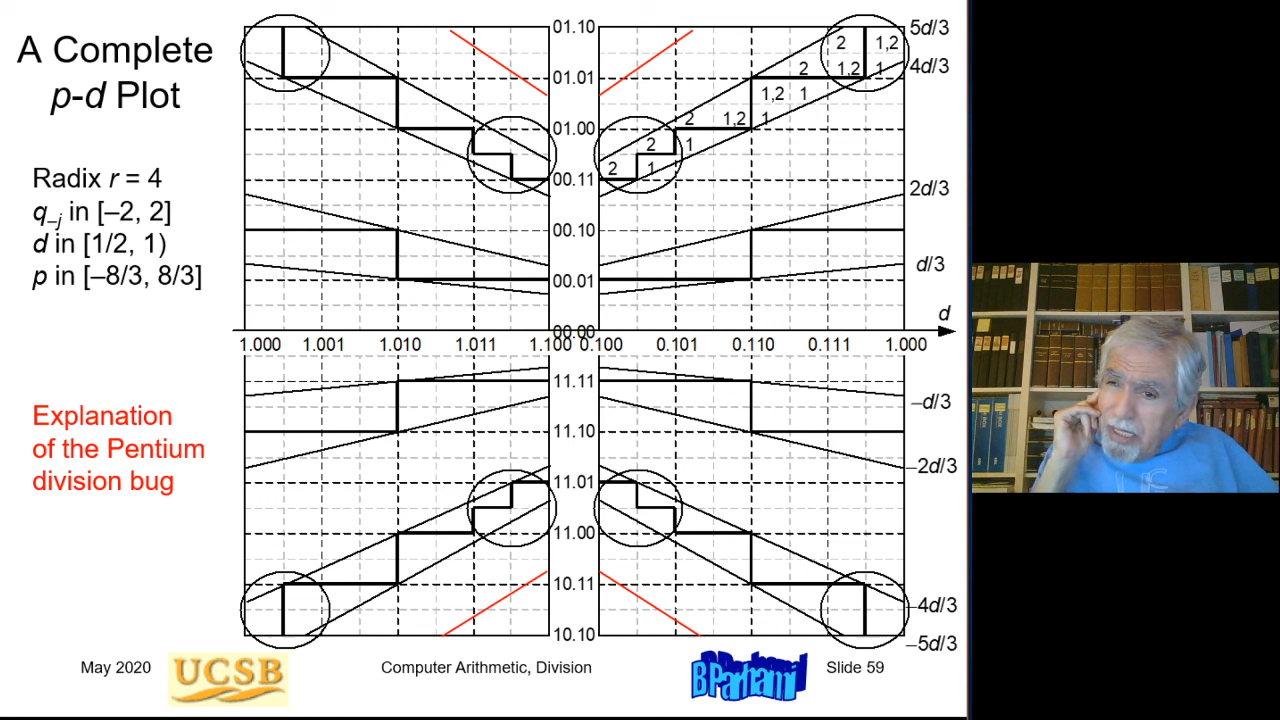 A Complete
p-d Plot
Radix r = 4
q–j in [–2, 2]
d in [1/2, 1)
p in [–8/3, 8/3]
Explanation
of the Pentium
division bug
01.10
01.01
01.00
00.11
00.10
00.01
00.00
1.000 1.001 1.010 1.011 1.100
0.100 0.101 0.110 0.111 1.000
11.11
11.10
11.01
11.00
10.11
10.10
5d/3
4d/3
2d/3
d/3
d
–d/3
–2d/3
–4d/3
–5d/3
2 1,2
2 1,2 1
1,2 1
2 1,2 1
2 1
2 1
May 2020
UCSB
Computer Arithmetic, Division
B Parhami
Slide 59